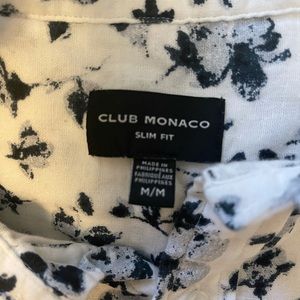 CLUB MONACO
SLIM FIT
MADE IN
PHILIPPINES
FABRIQUÉ AUX
PHILIPPINES
M/M